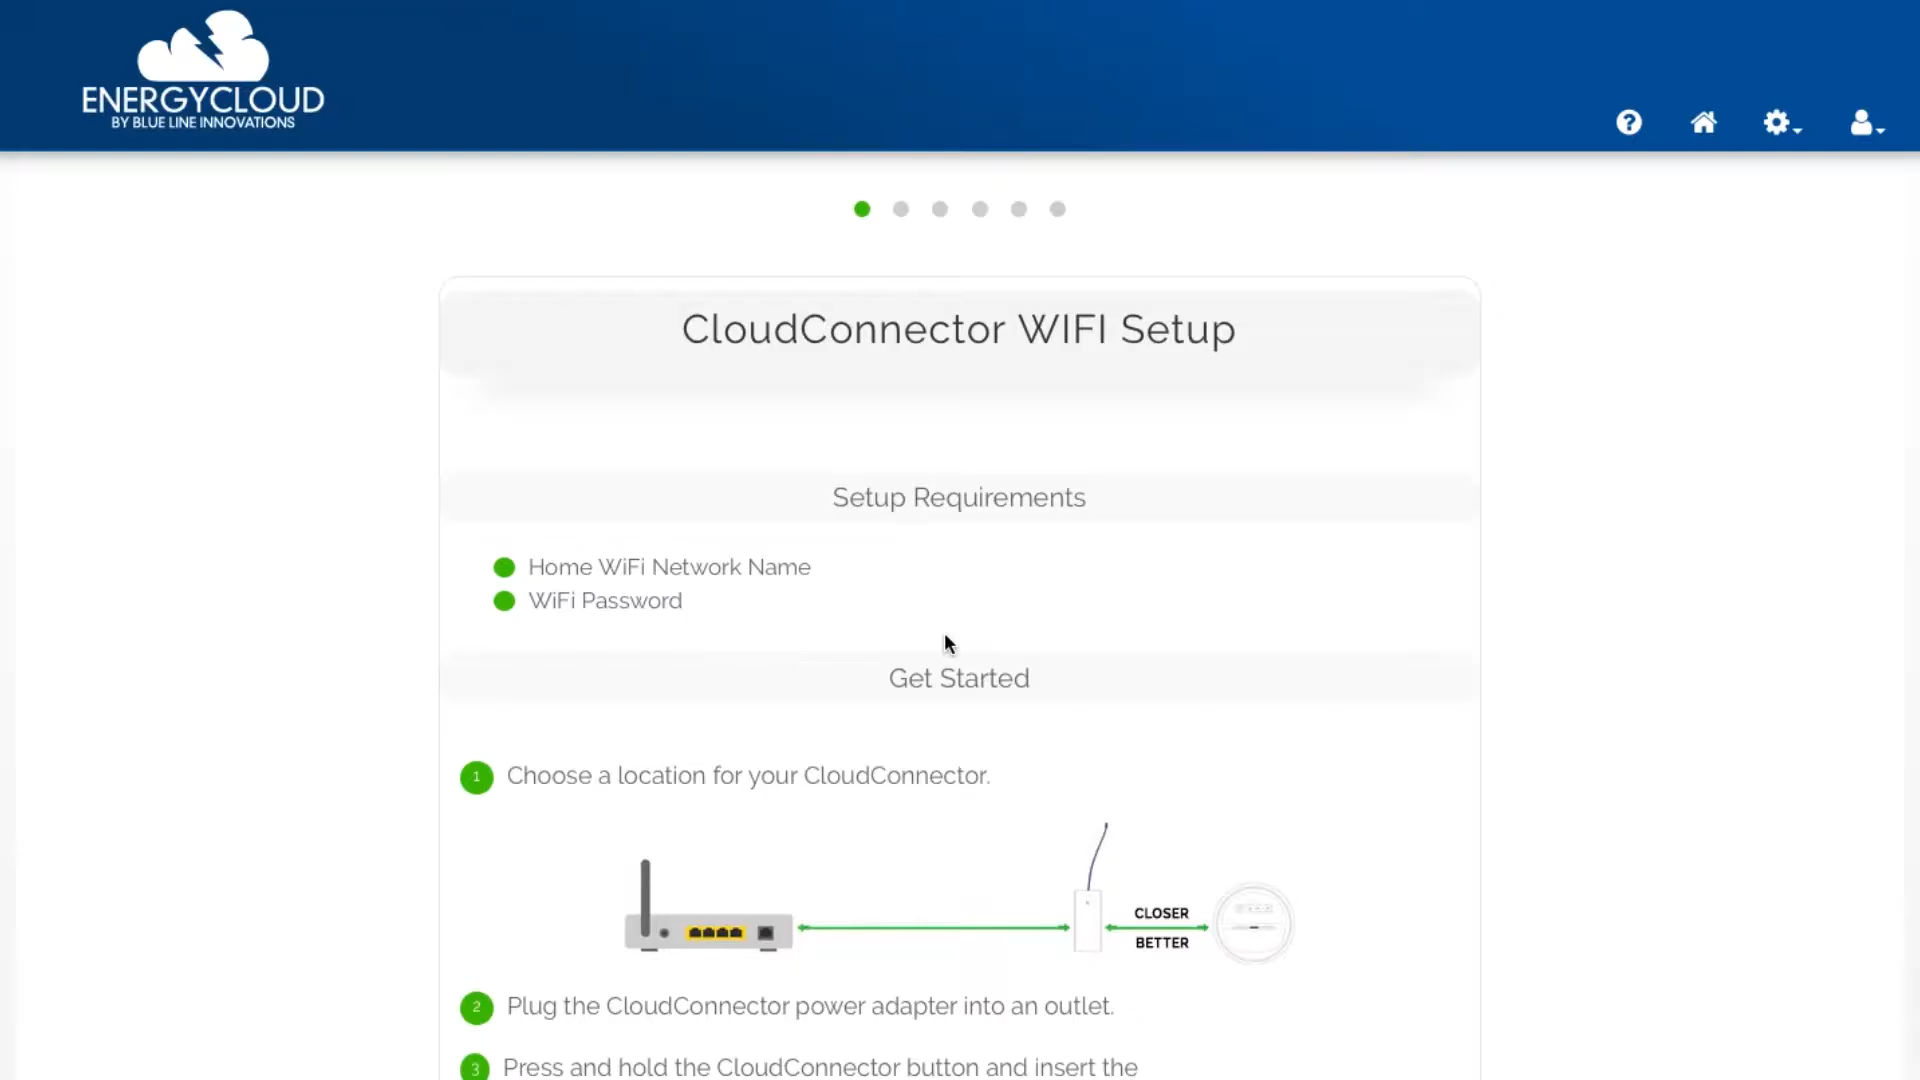 ENERGYCLOUD
BY BLUE LINE INNOVATIONS
CloudConnector WIFI Setup
Setup Requirements
Home WiFi Network Name
WiFi Password
Get Started
1 Choose a location for your CloudConnector.
CLOSER
BETTER
2 Plug the CloudConnector power adapter into an outlet.
3 Press and hold the CloudConnector button and insert the